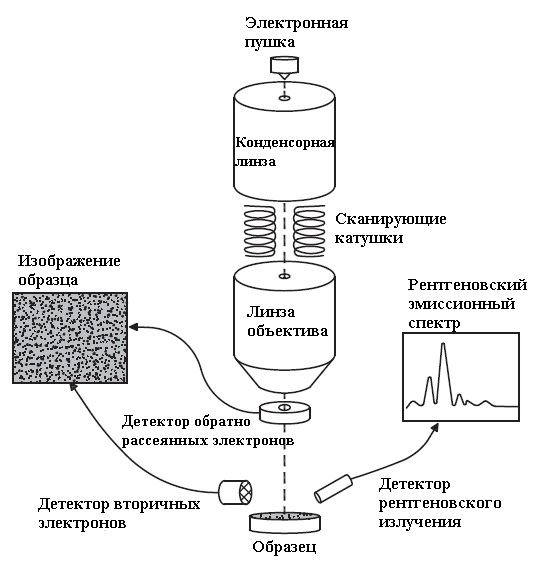 Электронная
пушка
Конденсорная
линза
Сканирующие
катушки
Изображение
образца
Линза
объектива
Рентгеновский
эмиссионный
спектр
Детектор обратно
рассеянных электронов
Детектор вторичных
электронов
Детектор
рентгеновского
излучения
Образец